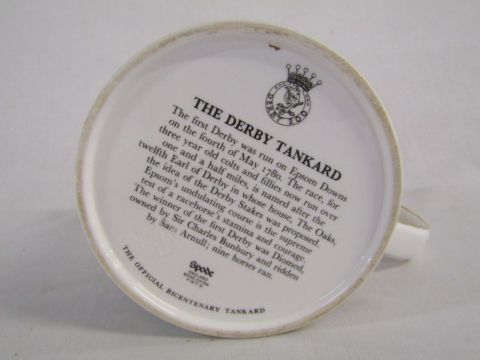 DERBY 200
THE DERBY TANKARD
The first Derby was run on Epsom Downs
on the fourth of May 1780. The race, for
three year old colts and fillies now run over
one and a half miles, is named after the
twelfth Earl of Derby in whose house, The Oaks,
the idea of the Derby Stakes was proposed.
Epsom's undulating course is the supreme
test of a racehorse's stamina and courage.
The winner of the first Derby was Diomed,
owned by Sir Charles Bunbury and ridden
by Sam Arnull: nine horses ran.
Spode
ENGLAND
THE OFFICIAL BICENTENARY TANKARD